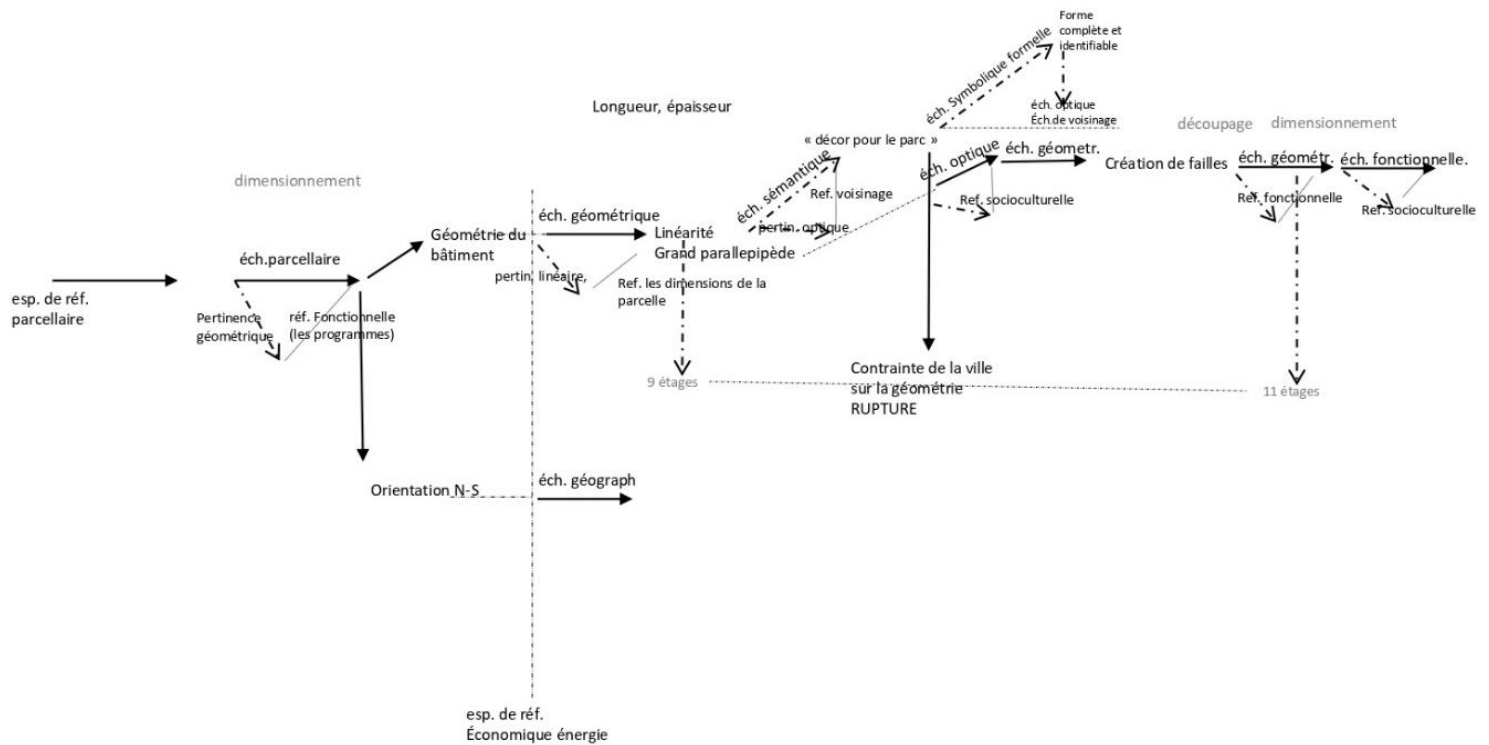 Forme
complète et
identifiable
éch. Symbolique formelle
Longueur, épaisseur
éch. optique
Éch.de voisinage
découpage
dimensionnement
« décor pour le parc »
éch. optique
éch. géometr.
Création de failles
éch. géométr.
éch. fonctionnelle.
dimensionnement
éch. sémantique
Ref. voisinage
Ref. socioculturelle
Ref. fonctionnelle
Ref. socioculturelle
éch. géométrique
Géométrie du
bâtiment
Linéarité
Grand parallepipède
pertin. optique
éch.parcellaire
pertin. linéaire,
Ref. les dimensions de la
parcelle
esp. de réf.
parcellaire
Pertinence
géométrique
réf. Fonctionnelle
(les programmes)
9 étages
Contrainte de la ville
sur la géométrie
RUPTURE
11 étages
Orientation N-S
éch. géograph
esp. de réf.
Économique énergie